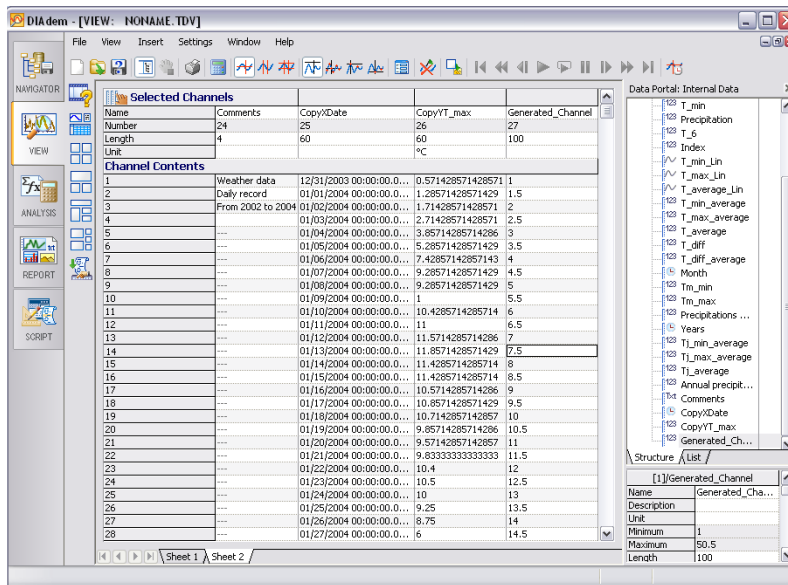 DIAdem - [VIEW: NONAME.TDV]
File View Insert Settings Window Help
NAVIGATOR
VIEW
ANALYSIS
REPORT
SCRIPT
Selected Channels
Name Comments CopyXDate CopyYT_max Generated_Channel
Number 24 25 26 27
Length 4 60 60 100
Unit °C
Channel Contents
1 Weather data 12/31/2003 00:00:00.0... 0.571428571428571 1
2 Daily record 01/01/2004 00:00:00.0... 1.28571428571429 1.5
3 From 2002 to 2004 01/02/2004 00:00:00.0... 1.71428571428571 2
4 01/03/2004 00:00:00.0... 2.71428571428571 2.5
5 --- 01/04/2004 00:00:00.0... 3.85714285714286 3
6 --- 01/05/2004 00:00:00.0... 5.28571428571429 3.5
7 --- 01/06/2004 00:00:00.0... 7.42857142857143 4
8 --- 01/07/2004 00:00:00.0... 9.28571428571429 4.5
9 --- 01/08/2004 00:00:00.0... 9.28571428571429 5
10 --- 01/09/2004 00:00:00.0... 1 5.5
11 --- 01/10/2004 00:00:00.0... 10.4285714285714 6
12 --- 01/11/2004 00:00:00.0... 11 6.5
13 --- 01/12/2004 00:00:00.0... 11.5714285714286 7
14 --- 01/13/2004 00:00:00.0... 11.8571428571429 7.5
15 --- 01/14/2004 00:00:00.0... 11.4285714285714 8
16 --- 01/15/2004 00:00:00.0... 11.4285714285714 8.5
17 --- 01/16/2004 00:00:00.0... 10.5714285714286 9
18 --- 01/17/2004 00:00:00.0... 10.8571428571429 9.5
19 --- 01/18/2004 00:00:00.0... 10.7142857142857 10
20 --- 01/19/2004 00:00:00.0... 9.85714285714286 10.5
21 --- 01/20/2004 00:00:00.0... 9.57142857142857 11
22 --- 01/21/2004 00:00:00.0... 9.83333333333333 11.5
23 --- 01/22/2004 00:00:00.0... 10.4 12
24 --- 01/23/2004 00:00:00.0... 10.5 12.5
25 --- 01/24/2004 00:00:00.0... 10 13
26 --- 01/25/2004 00:00:00.0... 9.25 13.5
27 --- 01/26/2004 00:00:00.0... 8.75 14
28 --- 01/27/2004 00:00:00.0... 6 14.5
Sheet 1 Sheet 2
Data Portal: Internal Data
123 T_min
123 Precipitation
123 T_6
123 Index
T_min_Lin
T_max_Lin
T_average_Lin
123 T_min_average
123 T_max_average
123 T_average
123 T_diff
123 T_diff_average
Month
123 Tm_min
123 Tm_max
123 Precipitations ...
Years
123 Tj_min_average
123 Tj_max_average
123 Tj_average
123 Annual precipit...
Txt Comments
CopyXDate
123 CopyYT_max
123 Generated_Ch...
Structure List
[1]/Generated_Channel
Name Generated_Cha...
Description
Unit
Minimum 1
Maximum 50.5
Length 100